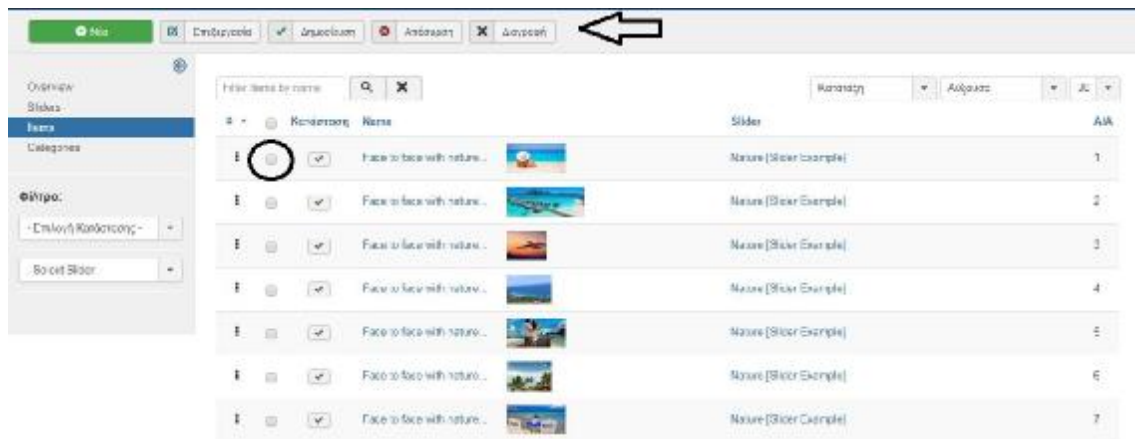 Νέο Επεξεργασία Δημοσίευση Απόσυρση Διαγραφή
Overview
Sliders
Items
Categories
Φίλτρο:
- Επιλογή Κατάστασης -
Select Slider
Filter items by name
Κατάταξη Αύξουσα
Κατάσταση Name Slider A/A
Face to face with nature... Nature [Slider Example] 1
Face to face with nature... Nature [Slider Example] 2
Face to face with nature... Nature [Slider Example] 3
Face to face with nature... Nature [Slider Example] 4
Face to face with nature... Nature [Slider Example] 5
Face to face with nature... Nature [Slider Example] 6
Face to face with nature... Nature [Slider Example] 7